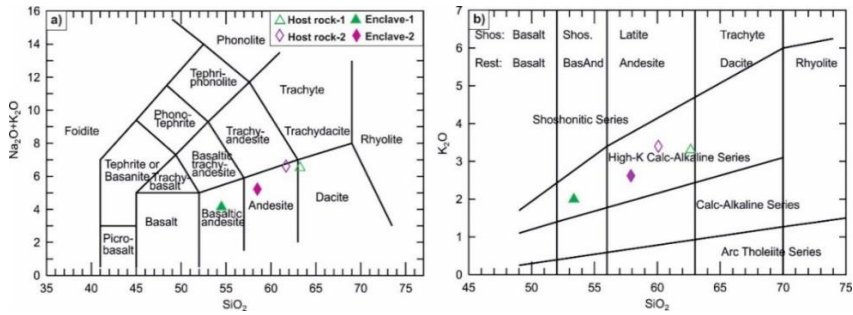 a)
Host rock-1
Enclave-1
Host rock-2
Enclave-2
Phonolite
Tephri-
phonolite
Foidite
Phono-
Tephrite
Trachyte
Trachy-
andesite
Trachydacite
Rhyolite
Tephrite or
Basanite
Trachy-
basalt
Basaltic
trachy-
andesite
Basalt
Basaltic
andesite
Andesite
Dacite
Picro-
basalt
Na₂O+K₂O
16
14
12
10
8
6
4
2
0
35 40 45 50 55 60 65 70 75
SiO₂
b)
Shos: Basalt Shos. Latite Trachyte
Rest: Basalt BasAnd Andesite Dacite Rhyolite
Shoshonitic Series
High-K Calc-Alkaline Series
Calc-Alkaline Series
Arc Tholeiite Series
K₂O
7
6
5
4
3
2
1
0
45 50 55 60 65 70 75
SiO₂